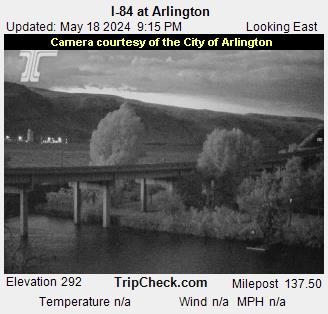 I-84 at Arlington
Updated: May 18 2024 9:15 PM Looking East
Camera courtesy of the City of Arlington
Elevation 292 TripCheck.com Milepost 137.50
Temperature n/a Wind n/a MPH n/a